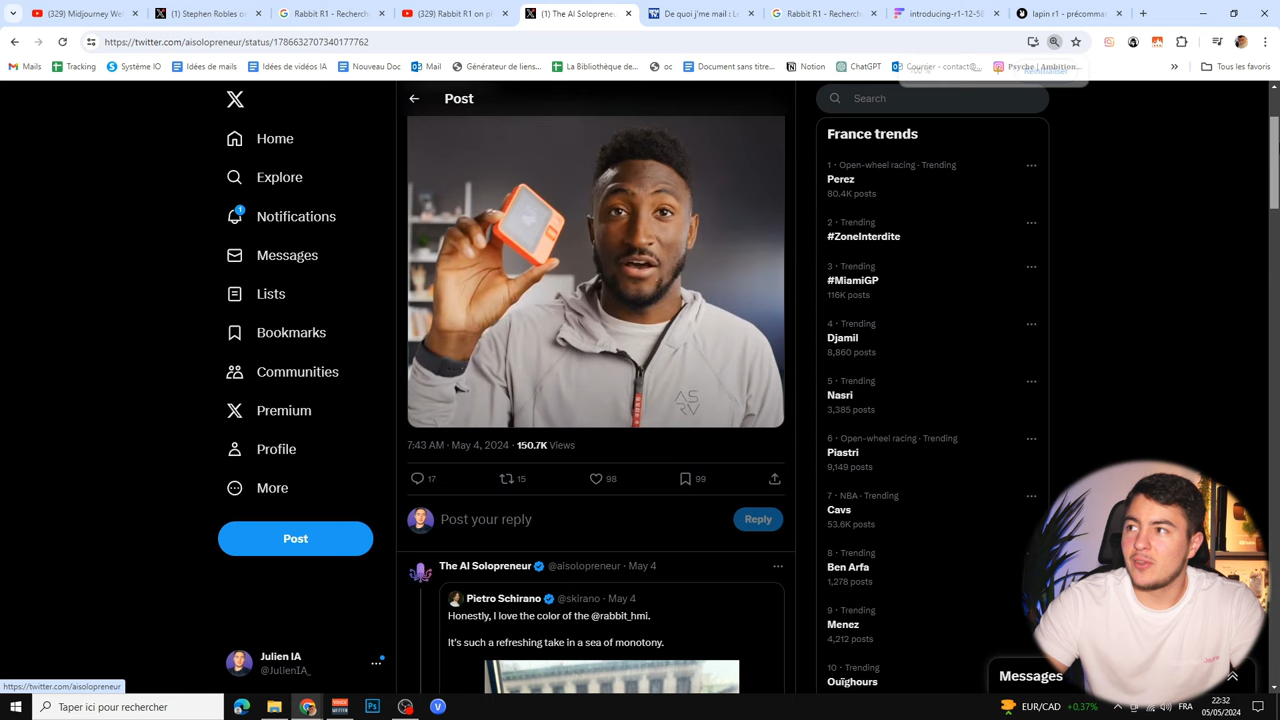 (329) Midjourney We
(1) Stephen Robles o
Rabbit R1 - Recherc
(329) Rabbit R1 on p
(1) The AI Solopreneu
De quoi j'me mail : L
Rabbit R1 - Recherc
introducing-r1-12-58
lapin r1 - précomma
https://twitter.com/aisolopreneur/status/1786632707340177762
Mails
Tracking
Système IO
Idées de mails
Idées de vidéos IA
Nouveau Doc
Mail
Générateur de liens...
La Bibliothèque de...
oc
Document sans titre...
Notion
ChatGPT
Courrier - contact@...
Psyche | Ambition...
Tous les favoris
Post
Search
Home
Explore
1
Notifications
Messages
Lists
Bookmarks
Communities
Premium
Profile
More
Post
Julien IA
@JulienIA_
https://twitter.com/aisolopreneur
ASRV
7:43 AM · May 4, 2024 · 150.7K Views
17
15
98
99
Post your reply
Reply
The AI Solopreneur @aisolopreneur · May 4
Pietro Schirano @skirano · May 4
Honestly, I love the color of the @rabbit_hmi.
It's such a refreshing take in a sea of monotony.
France trends
1 · Open-wheel racing · Trending
Perez
80.4K posts
2 · Trending
#ZoneInterdite
3 · Trending
#MiamiGP
116K posts
4 · Trending
Djamil
8,860 posts
5 · Trending
Nasri
3,385 posts
6 · Open-wheel racing · Trending
Piastri
9,149 posts
7 · NBA · Trending
Cavs
53.6K posts
8 · Trending
Ben Arfa
1,278 posts
9 · Trending
Menez
4,212 posts
10 · Trending
Ouïghours
Messages
Taper ici pour rechercher
EUR/CAD +0,37%
FRA
22:32
05/05/2024